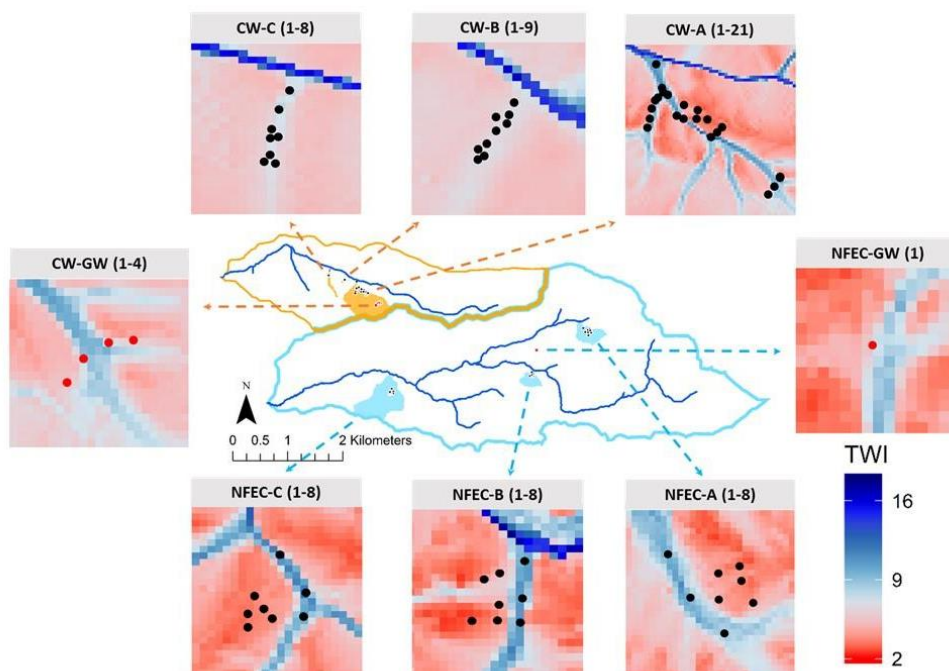 CW-C (1-8)
CW-B (1-9)
CW-A (1-21)
CW-GW (1-4)
NFEC-GW (1)
N
0 0.5 1 2 Kilometers
NFEC-C (1-8)
NFEC-B (1-8)
NFEC-A (1-8)
TWI
16
9
2